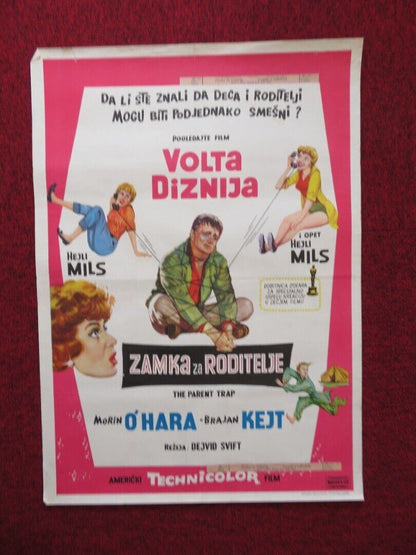 DA LI STE ZNALI DA DECA I RODITELJI
MOGU BITI PODJEDNAKO SMEŠNI?
POGLEDAJTE FILM
VOLTA
DIZNIJA
HEJLI
MILS
I OPET
HEJLI
MILS
ZAMKA za RODITELJE
THE PARENT TRAP
MORIN O'HARA - BRAJAN KEJT
REŽIJA: DEJVID SVIFT
AMERIČKI TECHNICOLOR FILM